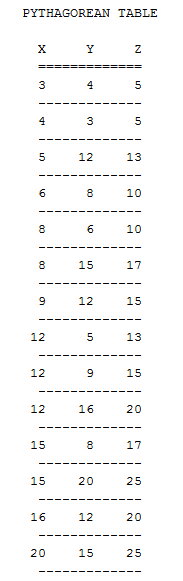 PYTHAGOREAN TABLE
X Y Z
=============
3 4 5
-------------
4 3 5
-------------
5 12 13
-------------
6 8 10
-------------
8 6 10
-------------
8 15 17
-------------
9 12 15
-------------
12 5 13
-------------
12 9 15
-------------
12 16 20
-------------
15 8 17
-------------
15 20 25
-------------
16 12 20
-------------
20 15 25
-------------